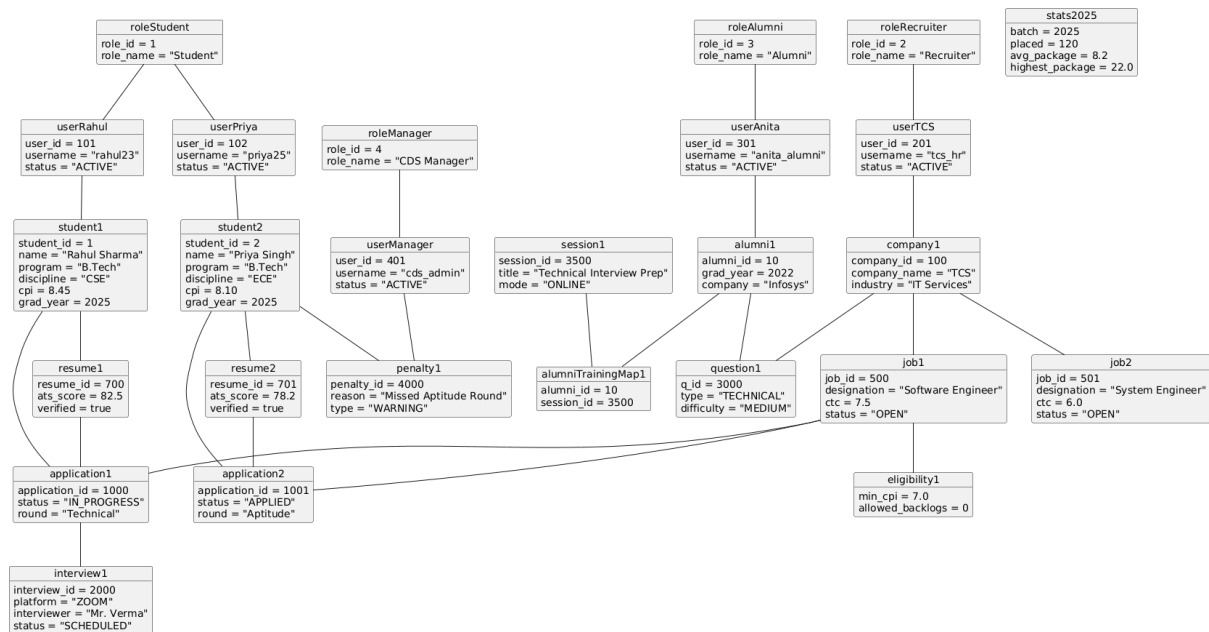 roleStudent
role_id = 1
role_name = "Student"
roleAlumni
role_id = 3
role_name = "Alumni"
roleRecruiter
role_id = 2
role_name = "Recruiter"
stats2025
batch = 2025
placed = 120
avg_package = 8.2
highest_package = 22.0
userRahul
user_id = 101
username = "rahul23"
status = "ACTIVE"
userPriya
user_id = 102
username = "priya25"
status = "ACTIVE"
roleManager
role_id = 4
role_name = "CDS Manager"
userAnita
user_id = 301
username = "anita_alumni"
status = "ACTIVE"
userTCS
user_id = 201
username = "tcs_hr"
status = "ACTIVE"
student1
student_id = 1
name = "Rahul Sharma"
program = "B.Tech"
discipline = "CSE"
cpi = 8.45
grad_year = 2025
student2
student_id = 2
name = "Priya Singh"
program = "B.Tech"
discipline = "ECE"
cpi = 8.10
grad_year = 2025
userManager
user_id = 401
username = "cds_admin"
status = "ACTIVE"
session1
session_id = 3500
title = "Technical Interview Prep"
mode = "ONLINE"
alumni1
alumni_id = 10
grad_year = 2022
company = "Infosys"
company1
company_id = 100
company_name = "TCS"
industry = "IT Services"
resume1
resume_id = 700
ats_score = 82.5
verified = true
resume2
resume_id = 701
ats_score = 78.2
verified = true
penalty1
penalty_id = 4000
reason = "Missed Aptitude Round"
type = "WARNING"
alumniTrainingMap1
alumni_id = 10
session_id = 3500
question1
q_id = 3000
type = "TECHNICAL"
difficulty = "MEDIUM"
job1
job_id = 500
designation = "Software Engineer"
ctc = 7.5
status = "OPEN"
job2
job_id = 501
designation = "System Engineer"
ctc = 6.0
status = "OPEN"
application1
application_id = 1000
status = "IN_PROGRESS"
round = "Technical"
application2
application_id = 1001
status = "APPLIED"
round = "Aptitude"
eligibility1
min_cpi = 7.0
allowed_backlogs = 0
interview1
interview_id = 2000
platform = "ZOOM"
interviewer = "Mr. Verma"
status = "SCHEDULED"